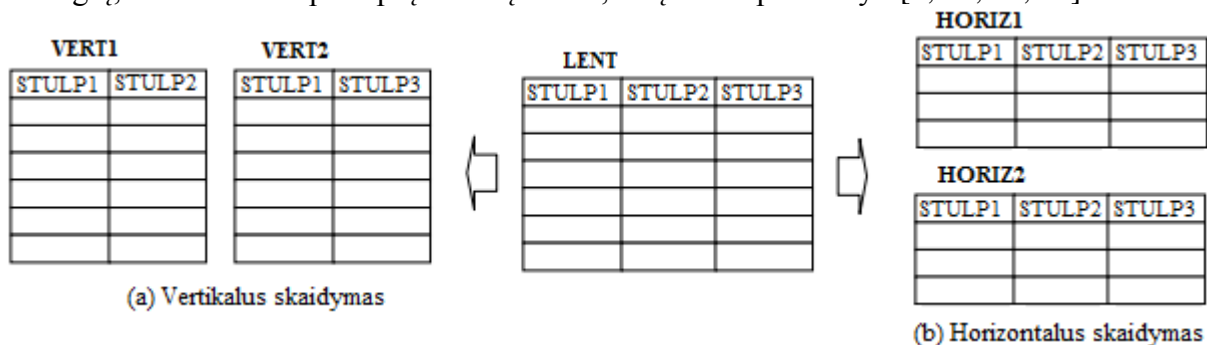 VERT1
STULP1 STULP2
VERT2
STULP1 STULP3
(a) Vertikalus skaidymas
LENT
STULP1 STULP2 STULP3
HORIZ1
STULP1 STULP2 STULP3
HORIZ2
STULP1 STULP2 STULP3
(b) Horizontalus skaidymas